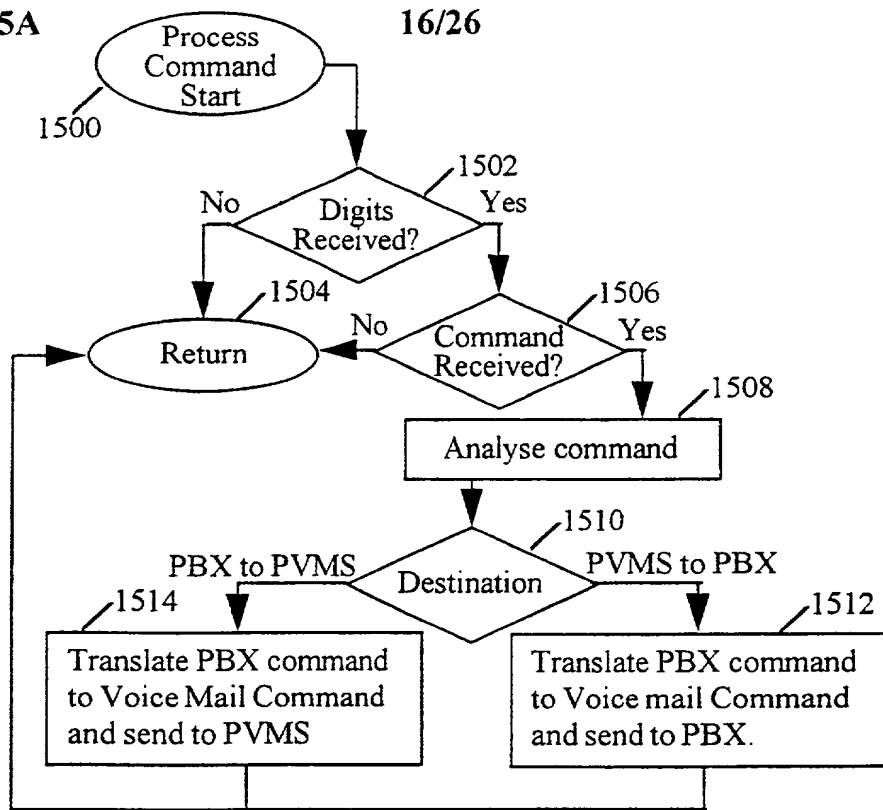 5A
16/26
Process
Command
Start
1500
1502
No
Digits
Received?
Yes
1504
Return
1506
No
Command
Received?
Yes
1508
Analyse command
1510
PBX to PVMS
Destination
PVMS to PBX
1514
Translate PBX command
to Voice Mail Command
and send to PVMS
1512
Translate PBX command
to Voice mail Command
and send to PBX.